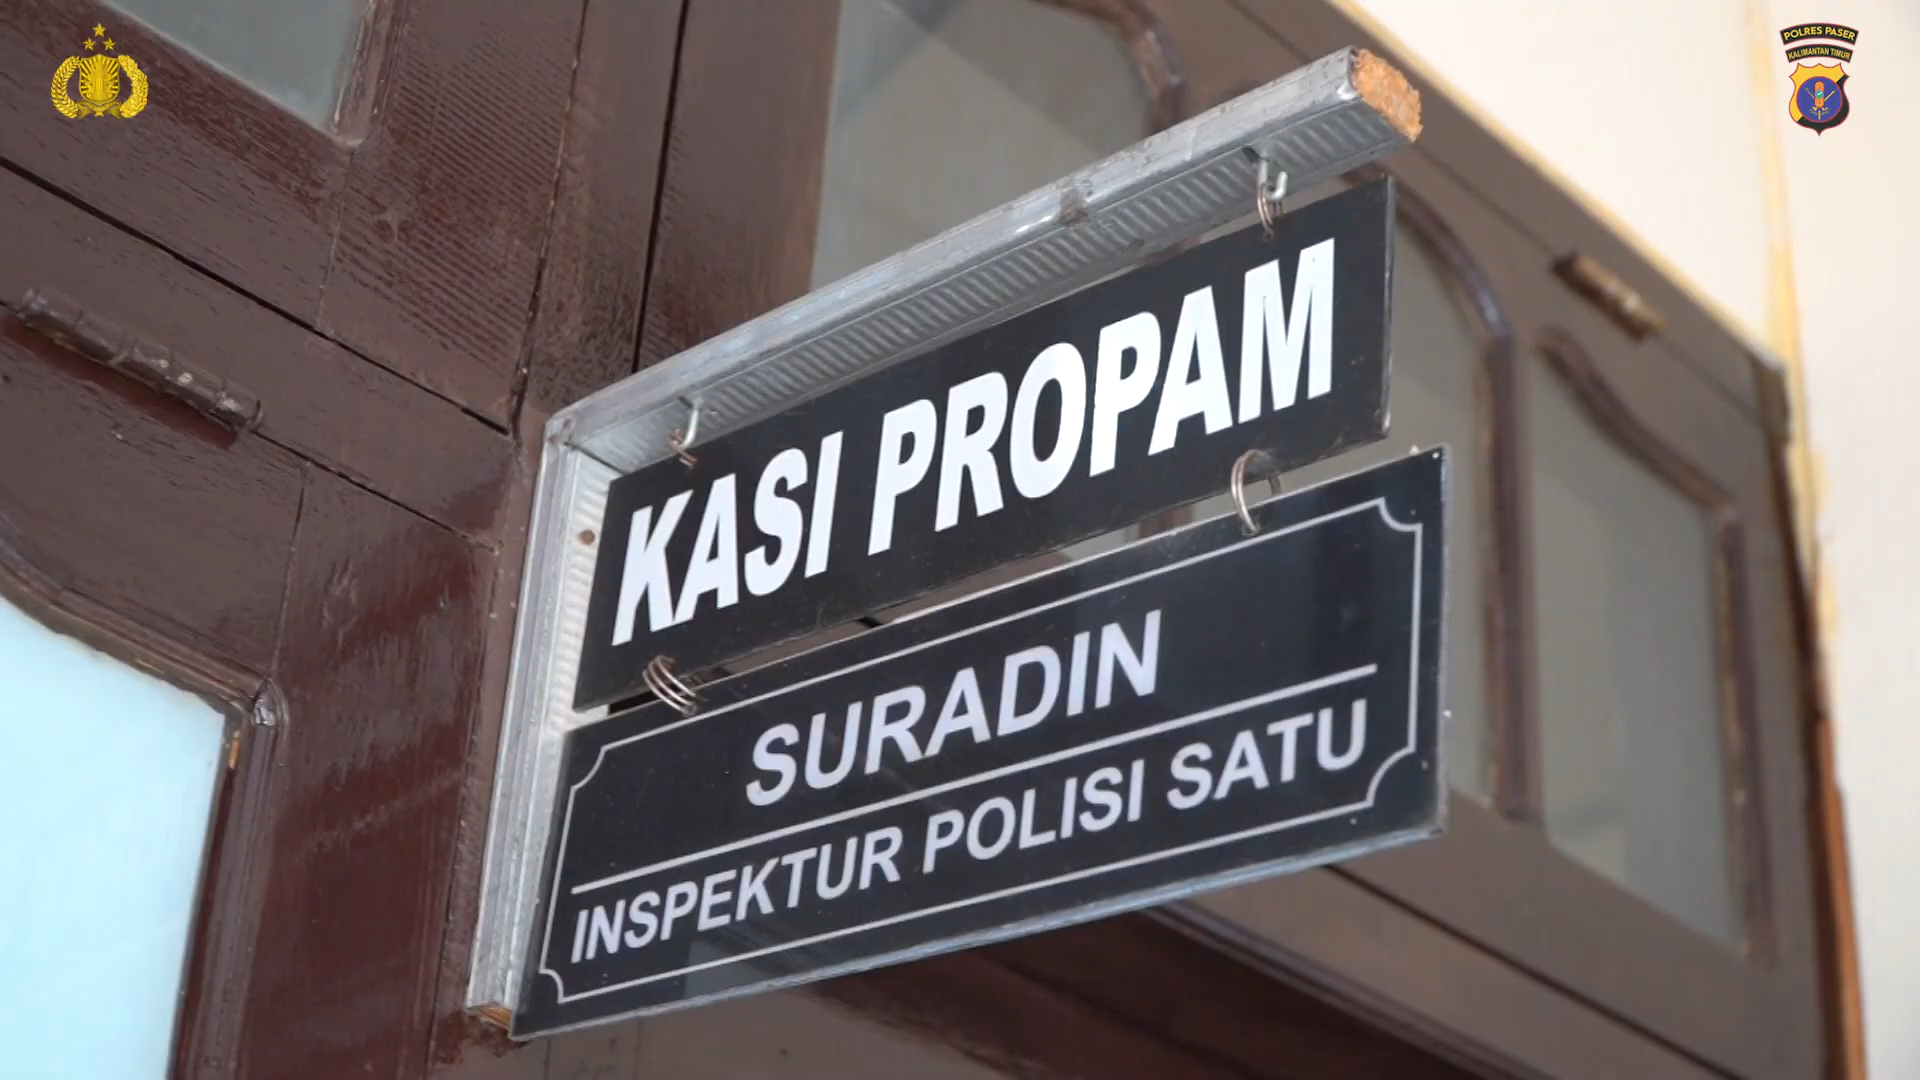 POLRES PASER
KALIMANTAN TIMUR
KASI PROPAM
SURADIN
INSPEKTUR POLISI SATU